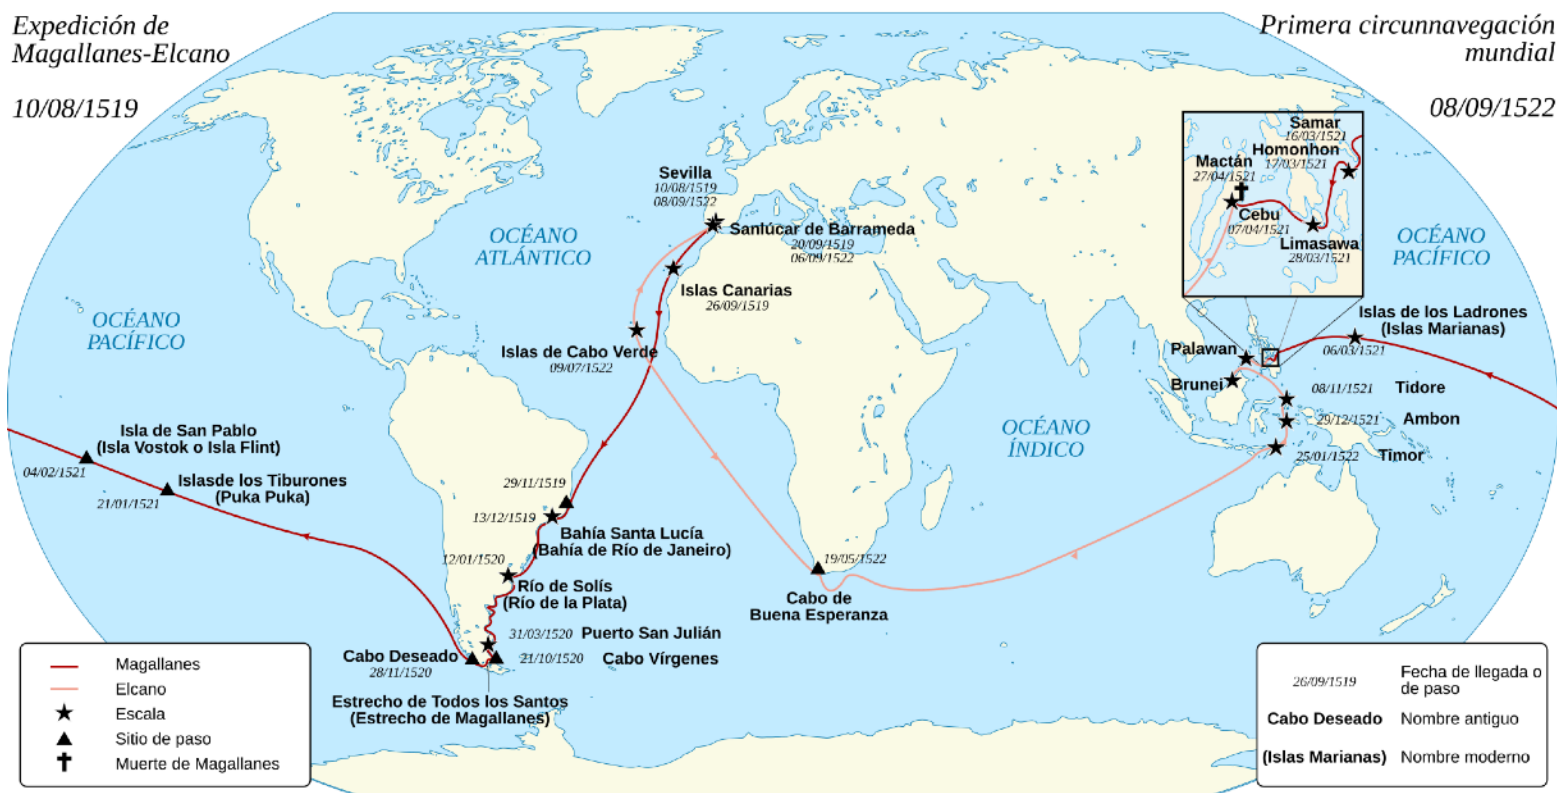 Expedición de
Magallanes-Elcano
10/08/1519
Primera circunnavegación
mundial
08/09/1522
Samar
16/03/1521
Homonhon
17/03/1521
Mactán
27/04/1521
Cebu
07/04/1521
Limasawa
28/03/1521
Sevilla
10/08/1519
08/09/1522
Sanlúcar de Barrameda
20/09/1519
06/09/1522
OCÉANO
ATLÁNTICO
OCÉANO
PACÍFICO
Islas Canarias
26/09/1519
OCÉANO
PACÍFICO
Islas de los Ladrones
(Islas Marianas)
06/03/1521
Islas de Cabo Verde
09/07/1522
Palawan
Brunei
08/11/1521 Tidore
29/12/1521 Ambon
25/01/1522 Timor
OCÉANO
ÍNDICO
Isla de San Pablo
(Isla Vostok o Isla Flint)
04/02/1521
Islasde los Tiburones
(Puka Puka)
21/01/1521
29/11/1519
13/12/1519
Bahía Santa Lucía
(Bahía de Río de Janeiro)
12/01/1520
Río de Solís
(Río de la Plata)
19/05/1522
Cabo de
Buena Esperanza
31/03/1520 Puerto San Julián
21/10/1520 Cabo Vírgenes
Cabo Deseado
28/11/1520
Estrecho de Todos los Santos
(Estrecho de Magallanes)
Magallanes
Elcano
Escala
Sitio de paso
Muerte de Magallanes
26/09/1519 Fecha de llegada o
de paso
Cabo Deseado Nombre antiguo
(Islas Marianas) Nombre moderno